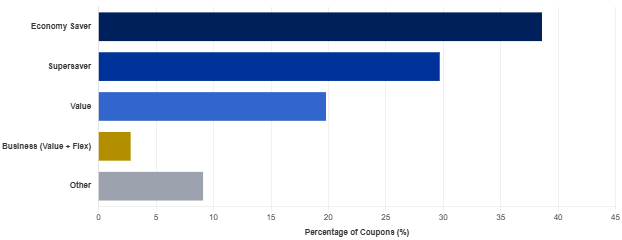 Economy Saver
Supersaver
Value
Business (Value + Flex)
Other
0 5 10 15 20 25 30 35 40 45
Percentage of Coupons (%)